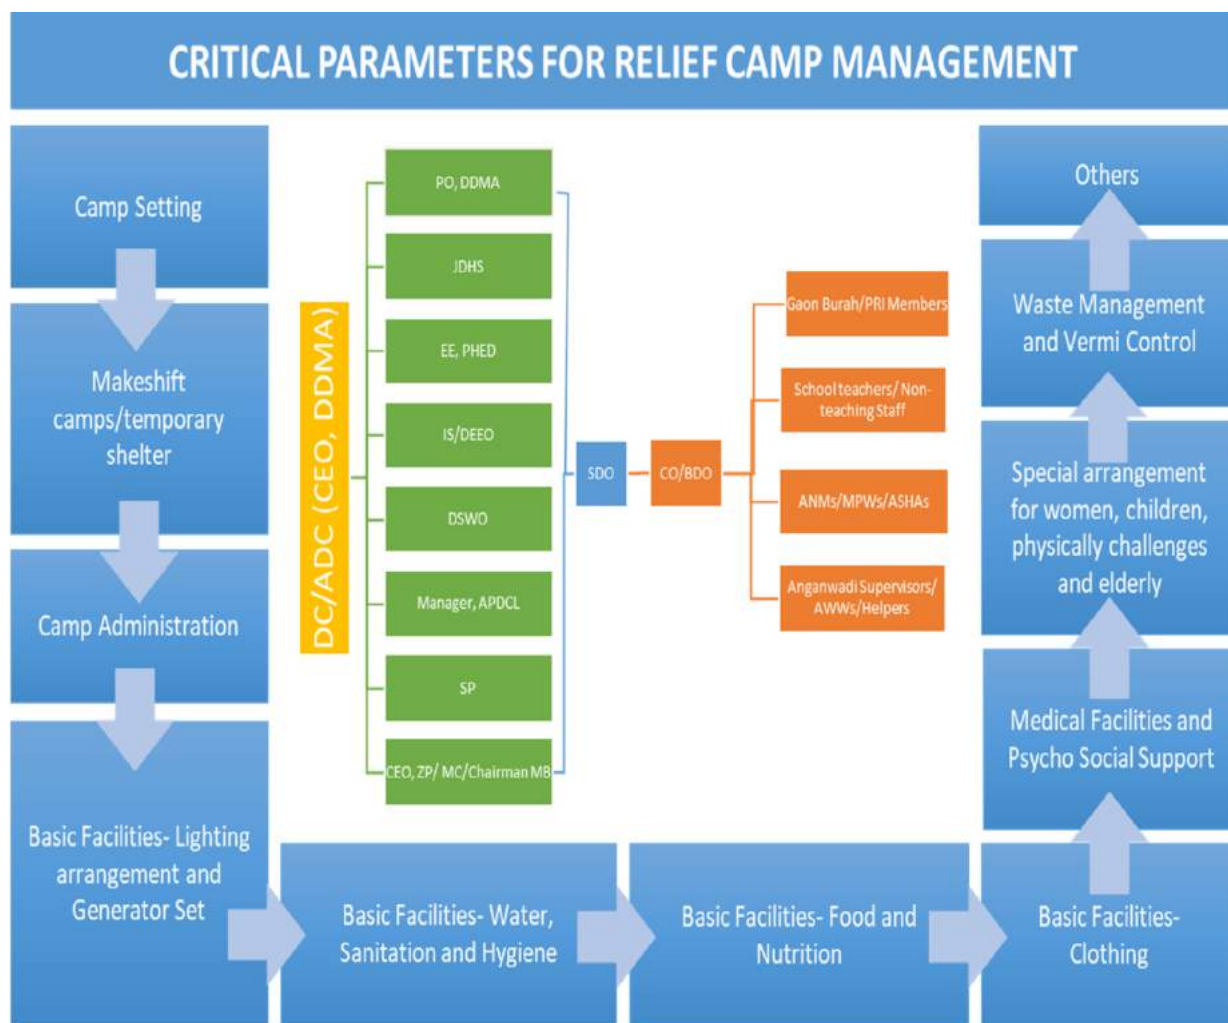 CRITICAL PARAMETERS FOR RELIEF CAMP MANAGEMENT
Camp Setting
Makeshift
camps/temporary
shelter
Camp Administration
Basic Facilities- Lighting
arrangement and
Generator Set
Basic Facilities- Water,
Sanitation and Hygiene
Basic Facilities- Food and
Nutrition
Basic Facilities-
Clothing
Medical Facilities and
Psycho Social Support
Special arrangement
for women, children,
physically challenges
and elderly
Waste Management
and Vermi Control
Others
DC/ADC (CEO, DDMA)
PO, DDMA
JDHS
EE, PHED
IS/DEEO
DSWO
Manager, APDCL
SP
CEO, ZP/ MC/Chairman MB
SDO
CO/BDO
Gaon Burah/PRI Members
School teachers/ Non-
teaching Staff
ANMs/MPWs/ASHAs
Anganwadi Supervisors/
AWWs/Helpers